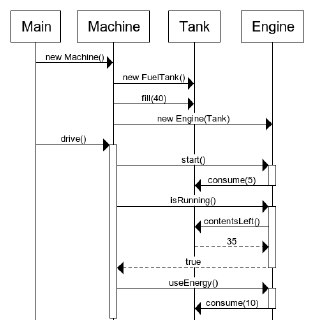 Main Machine Tank Engine
new Machine()
new FuelTank()
fill(40)
new Engine(Tank)
drive()
start()
consume(5)
isRunning()
contentsLeft()
35
true
useEnergy()
consume(10)